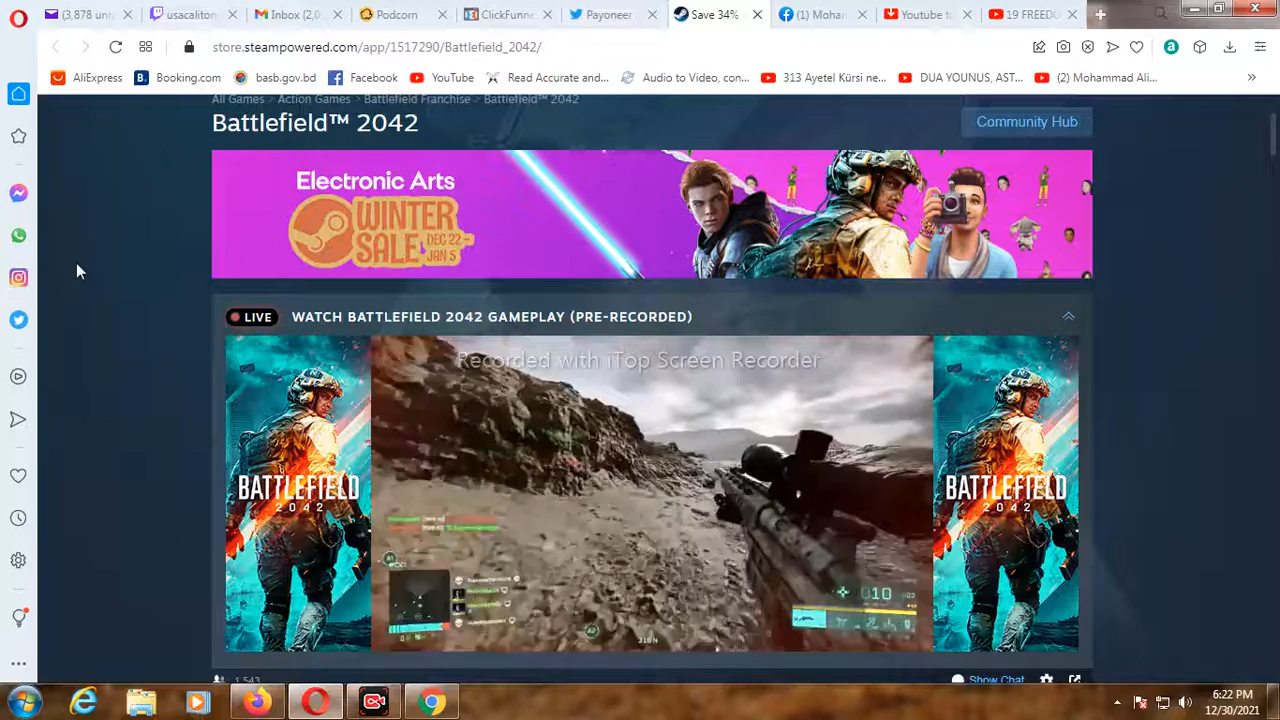 (3,878 unr
usacaliton
Inbox (2,0
Podcom
ClickFunne
Payoneer
Save 34%
(1) Moham
Youtube to
19 FREED
store.steampowered.com/app/1517290/Battlefield_2042/
AliExpress
Booking.com
basb.gov.bd
Facebook
YouTube
Read Accurate and...
Audio to Video, con...
313 Ayetel Kürsi ne...
DUA YOUNUS, AST...
(2) Mohammad Ali...
All Games > Action Games > Battlefield Franchise > Battlefield™ 2042
Battlefield™ 2042
Community Hub
Electronic Arts
WINTER
SALE
DEC 22 –
JAN 5
LIVE
WATCH BATTLEFIELD 2042 GAMEPLAY (PRE-RECORDED)
Recorded with iTop Screen Recorder
BATTLEFIELD
2042
BATTLEFIELD
2042
1,543
Show Chat
6:22 PM
12/30/2021